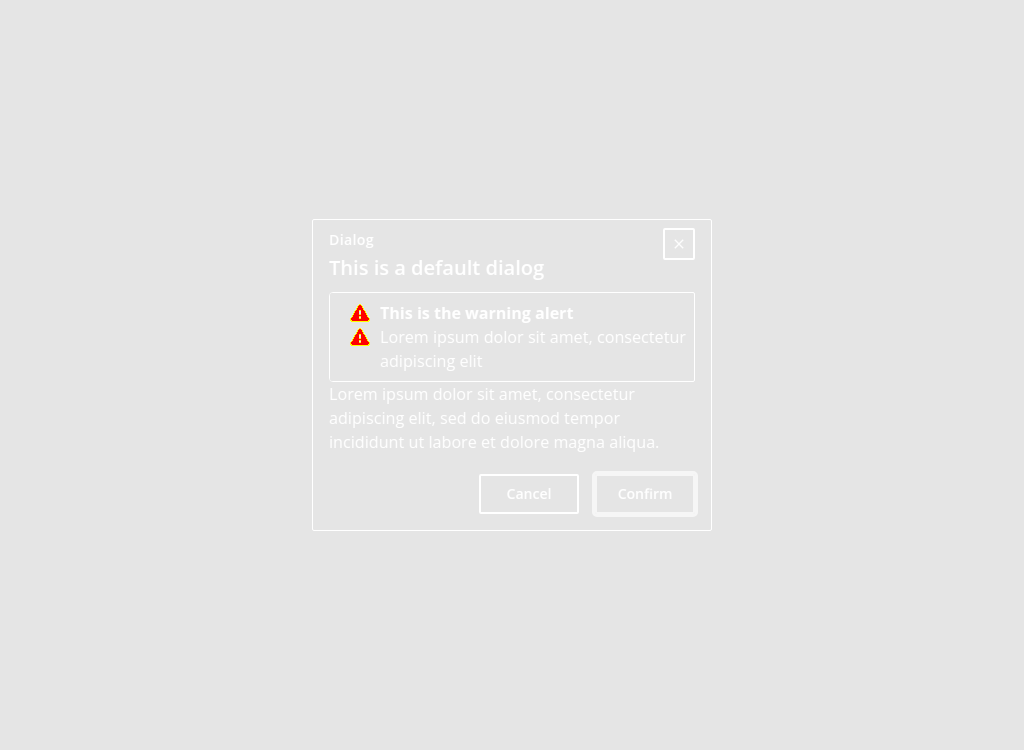 Dialog
This is a default dialog
This is the warning alert
Lorem ipsum dolor sit amet, consectetur
adipiscing elit
Lorem ipsum dolor sit amet, consectetur
adipiscing elit, sed do eiusmod tempor
incididunt ut labore et dolore magna aliqua.
Cancel
Confirm